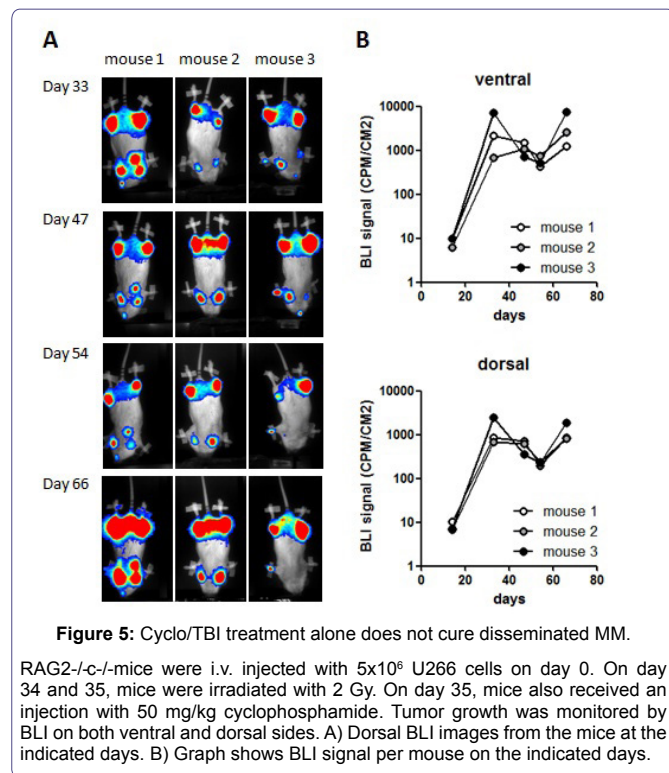 A
mouse 1 mouse 2 mouse 3
Day 33
Day 47
Day 54
Day 66
B
ventral
BLI signal (CPM/CM2)
10000
1000
100
10
1
mouse 1
mouse 2
mouse 3
0 20 40 60 80
days
dorsal
BLI signal (CPM/CM2)
10000
1000
100
10
1
mouse 1
mouse 2
mouse 3
0 20 40 60 80
days
Figure 5: Cyclo/TBI treatment alone does not cure disseminated MM.
RAG2-/-c-/-mice were i.v. injected with 5x10⁶ U266 cells on day 0. On day
34 and 35, mice were irradiated with 2 Gy. On day 35, mice also received an
injection with 50 mg/kg cyclophosphamide. Tumor growth was monitored by
BLI on both ventral and dorsal sides. A) Dorsal BLI images from the mice at the
indicated days. B) Graph shows BLI signal per mouse on the indicated days.